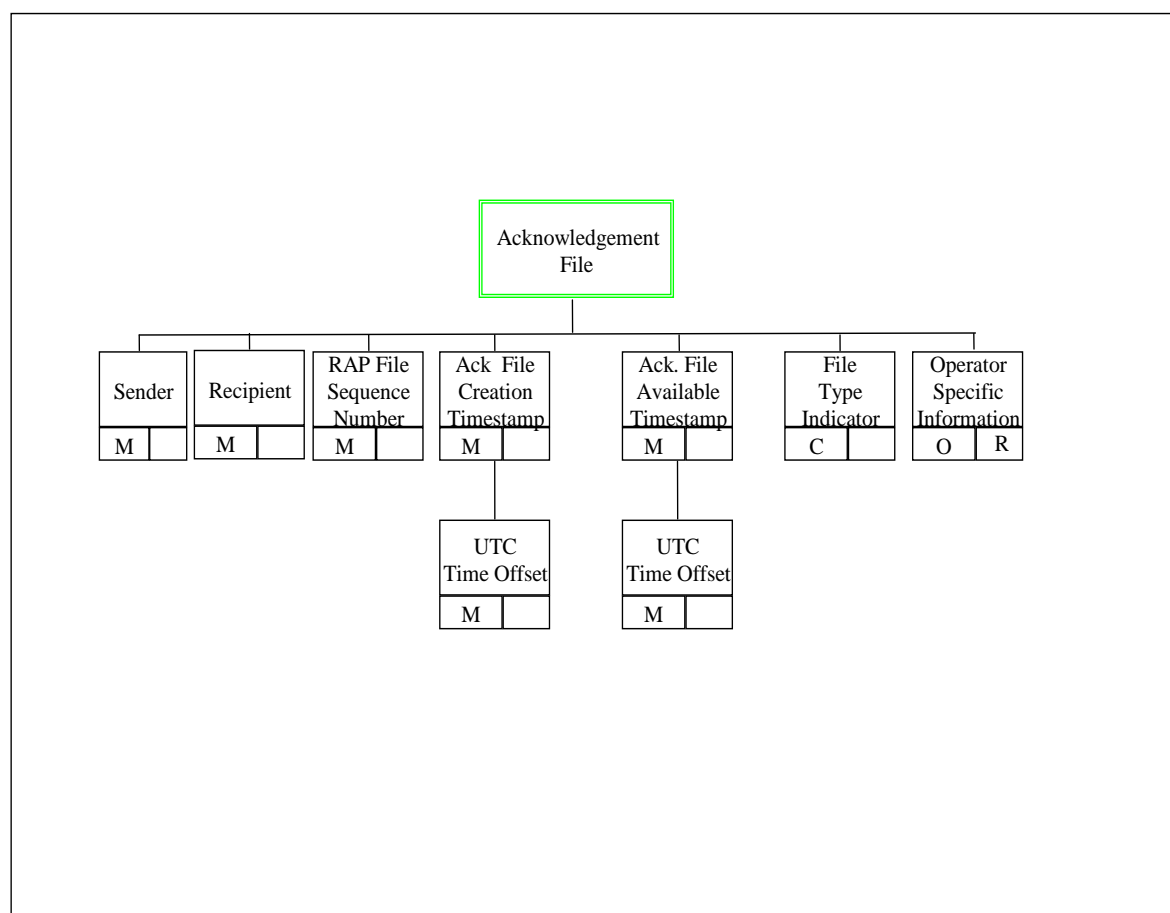 Acknowledgement
File
Sender
M
Recipient
M
RAP File
Sequence
Number
M
Ack File
Creation
Timestamp
M
Ack. File
Available
Timestamp
M
File
Type
Indicator
C
Operator
Specific
Information
O R
UTC
Time Offset
M
UTC
Time Offset
M